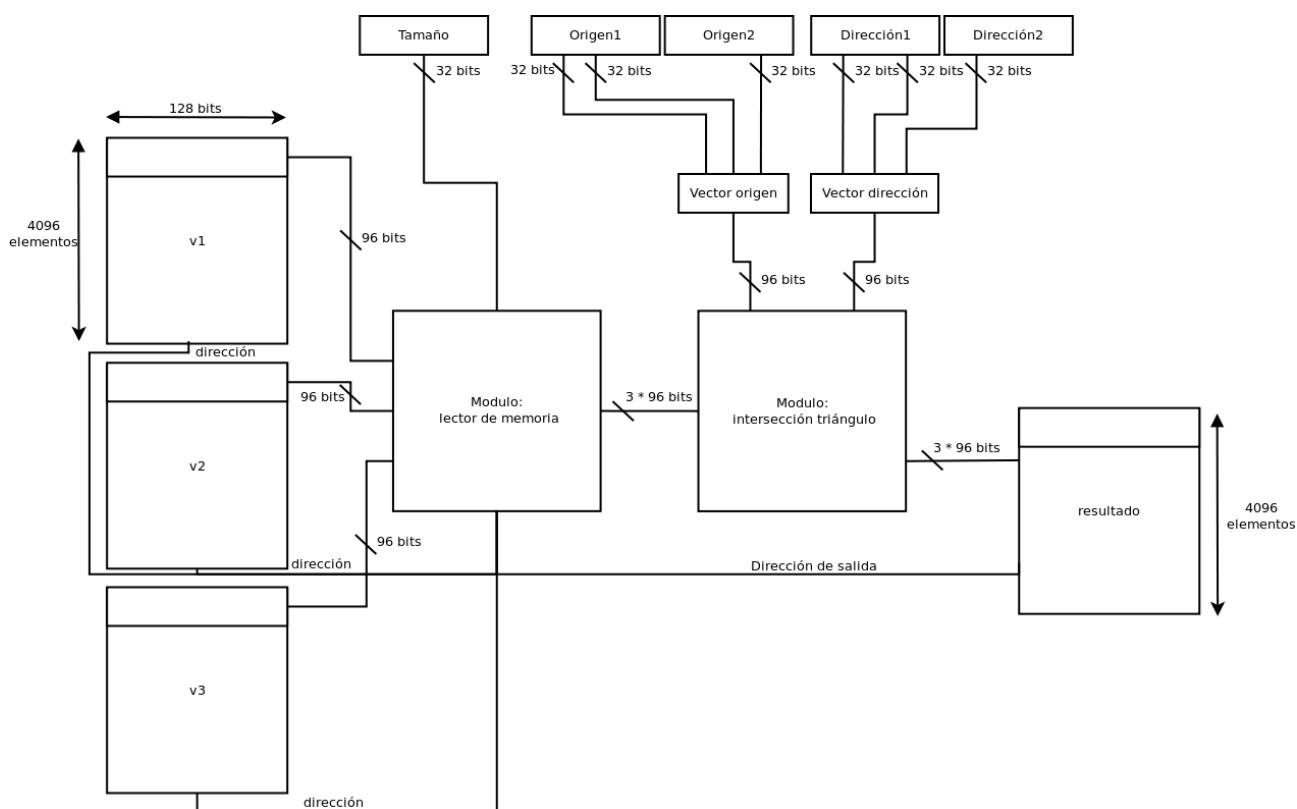 Tamaño
Origen1
Origen2
Dirección1
Dirección2
32 bits
32 bits
32 bits
32 bits
32 bits
32 bits
32 bits
128 bits
4096
elementos
v1
96 bits
Vector origen
Vector dirección
96 bits
96 bits
dirección
96 bits
v2
Modulo:
lector de memoria
3 * 96 bits
Modulo:
intersección triángulo
3 * 96 bits
resultado
4096
elementos
96 bits
dirección
Dirección de salida
v3
dirección